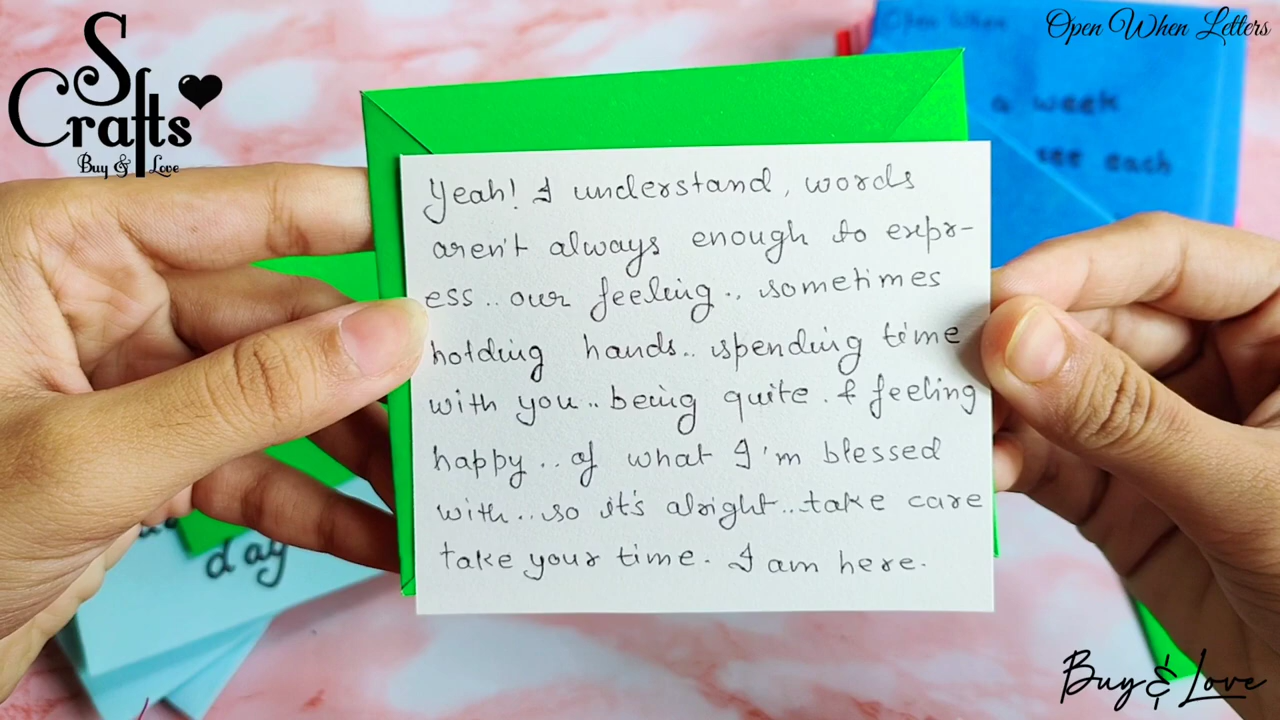 S
Crafts
Buy & Love
Open When Letters
Open When
a week
see each
Yeah! I understand, words
aren't always enough to expr-
ess.. our feeling.. sometimes
holding hands.. spending time
with you.. being quite. & feeling
happy.. of what I'm blessed
with.. so it's alright.. take care
take your time. I am here.
day
Buy & Love